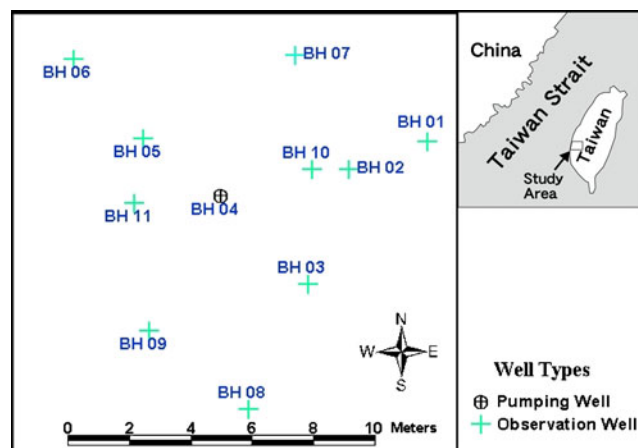 BH 06
BH 07
BH 01
BH 05
BH 10
BH 02
BH 11
BH 04
BH 03
BH 09
BH 08
N
W
E
S
0 2 4 6 8 10 Meters
China
Taiwan Strait
Taiwan
Study
Area
Well Types
Pumping Well
Observation Well